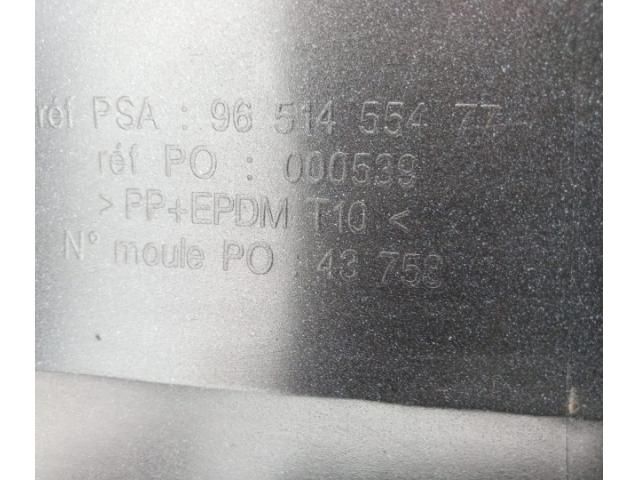 réf PSA : 96 514 554 77
réf PO : 000539
>PP+EPDM T10<
N° moule PO : 43 753